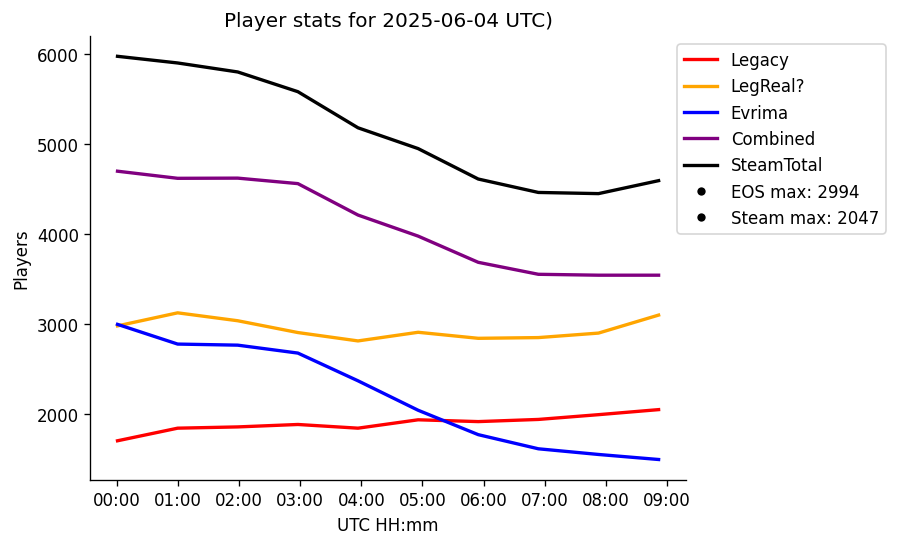 Player stats for 2025-06-04 UTC)
6000
5000
4000
3000
2000
Players
00:00 01:00 02:00 03:00 04:00 05:00 06:00 07:00 08:00 09:00
UTC HH:mm
Legacy
LegReal?
Evrima
Combined
SteamTotal
EOS max: 2994
Steam max: 2047